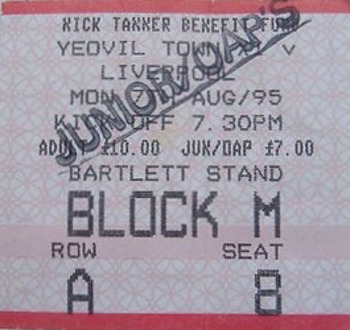 NICK TANNER BENEFIT FUND
YEOVIL TOWN V
LIVERPOOL
MON 7 AUG/95
KICK OFF 7.30PM
ADULT £10.00 JUN/OAP £7.00
BARTLETT STAND
BLOCK M
ROW SEAT
A 8
JUNIOR/OAP'S